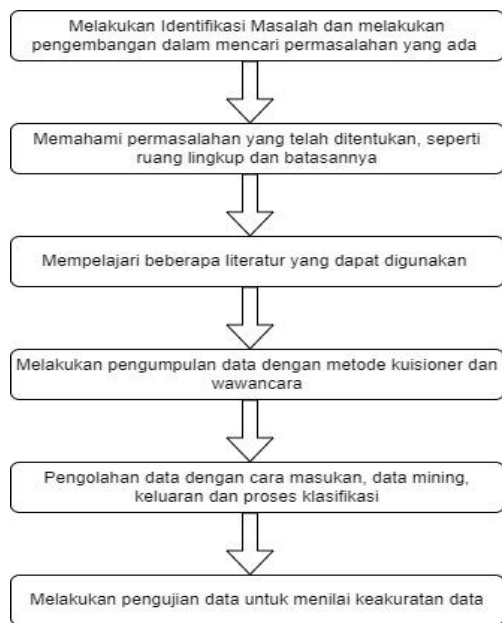 Melakukan Identifikasi Masalah dan melakukan
pengembangan dalam mencari permasalahan yang ada
Memahami permasalahan yang telah ditentukan, seperti
ruang lingkup dan batasannya
Mempelajari beberapa literatur yang dapat digunakan
Melakukan pengumpulan data dengan metode kuisioner dan
wawancara
Pengolahan data dengan cara masukan, data mining,
keluaran dan proses klasifikasi
Melakukan pengujian data untuk menilai keakuratan data